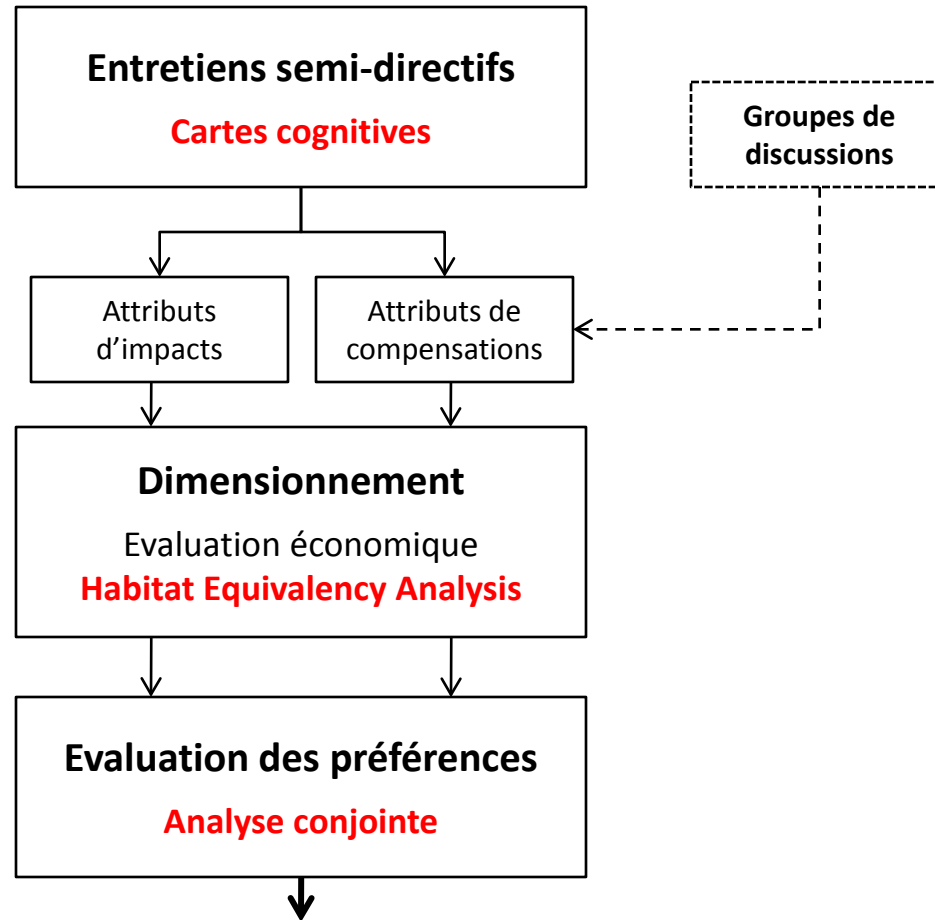 Entretiens semi-directifs
Cartes cognitives
Groupes de
discussions
Attributs
d'impacts
Attributs de
compensations
Dimensionnement
Evaluation économique
Habitat Equivalency Analysis
Evaluation des préférences
Analyse conjointe